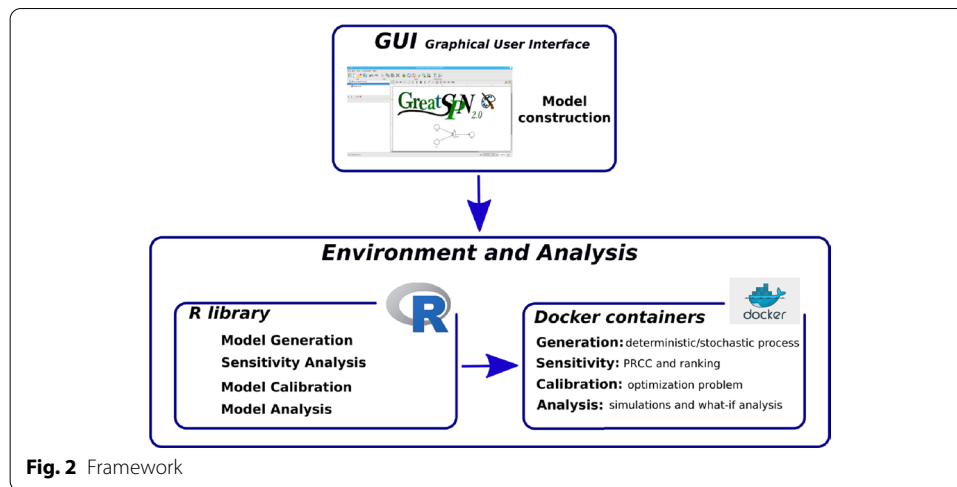 GUI Graphical User Interface
GreatSPN 2.0
Model
construction
Environment and Analysis
R library
R
Model Generation
Sensitivity Analysis
Model Calibration
Model Analysis
docker
Docker containers
Generation: deterministic/stochastic process
Sensitivity: PRCC and ranking
Calibration: optimization problem
Analysis: simulations and what-if analysis
Fig. 2 Framework